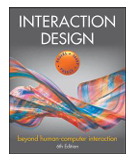 INTERACTION
DESIGN
beyond human-computer interaction
6th Edition